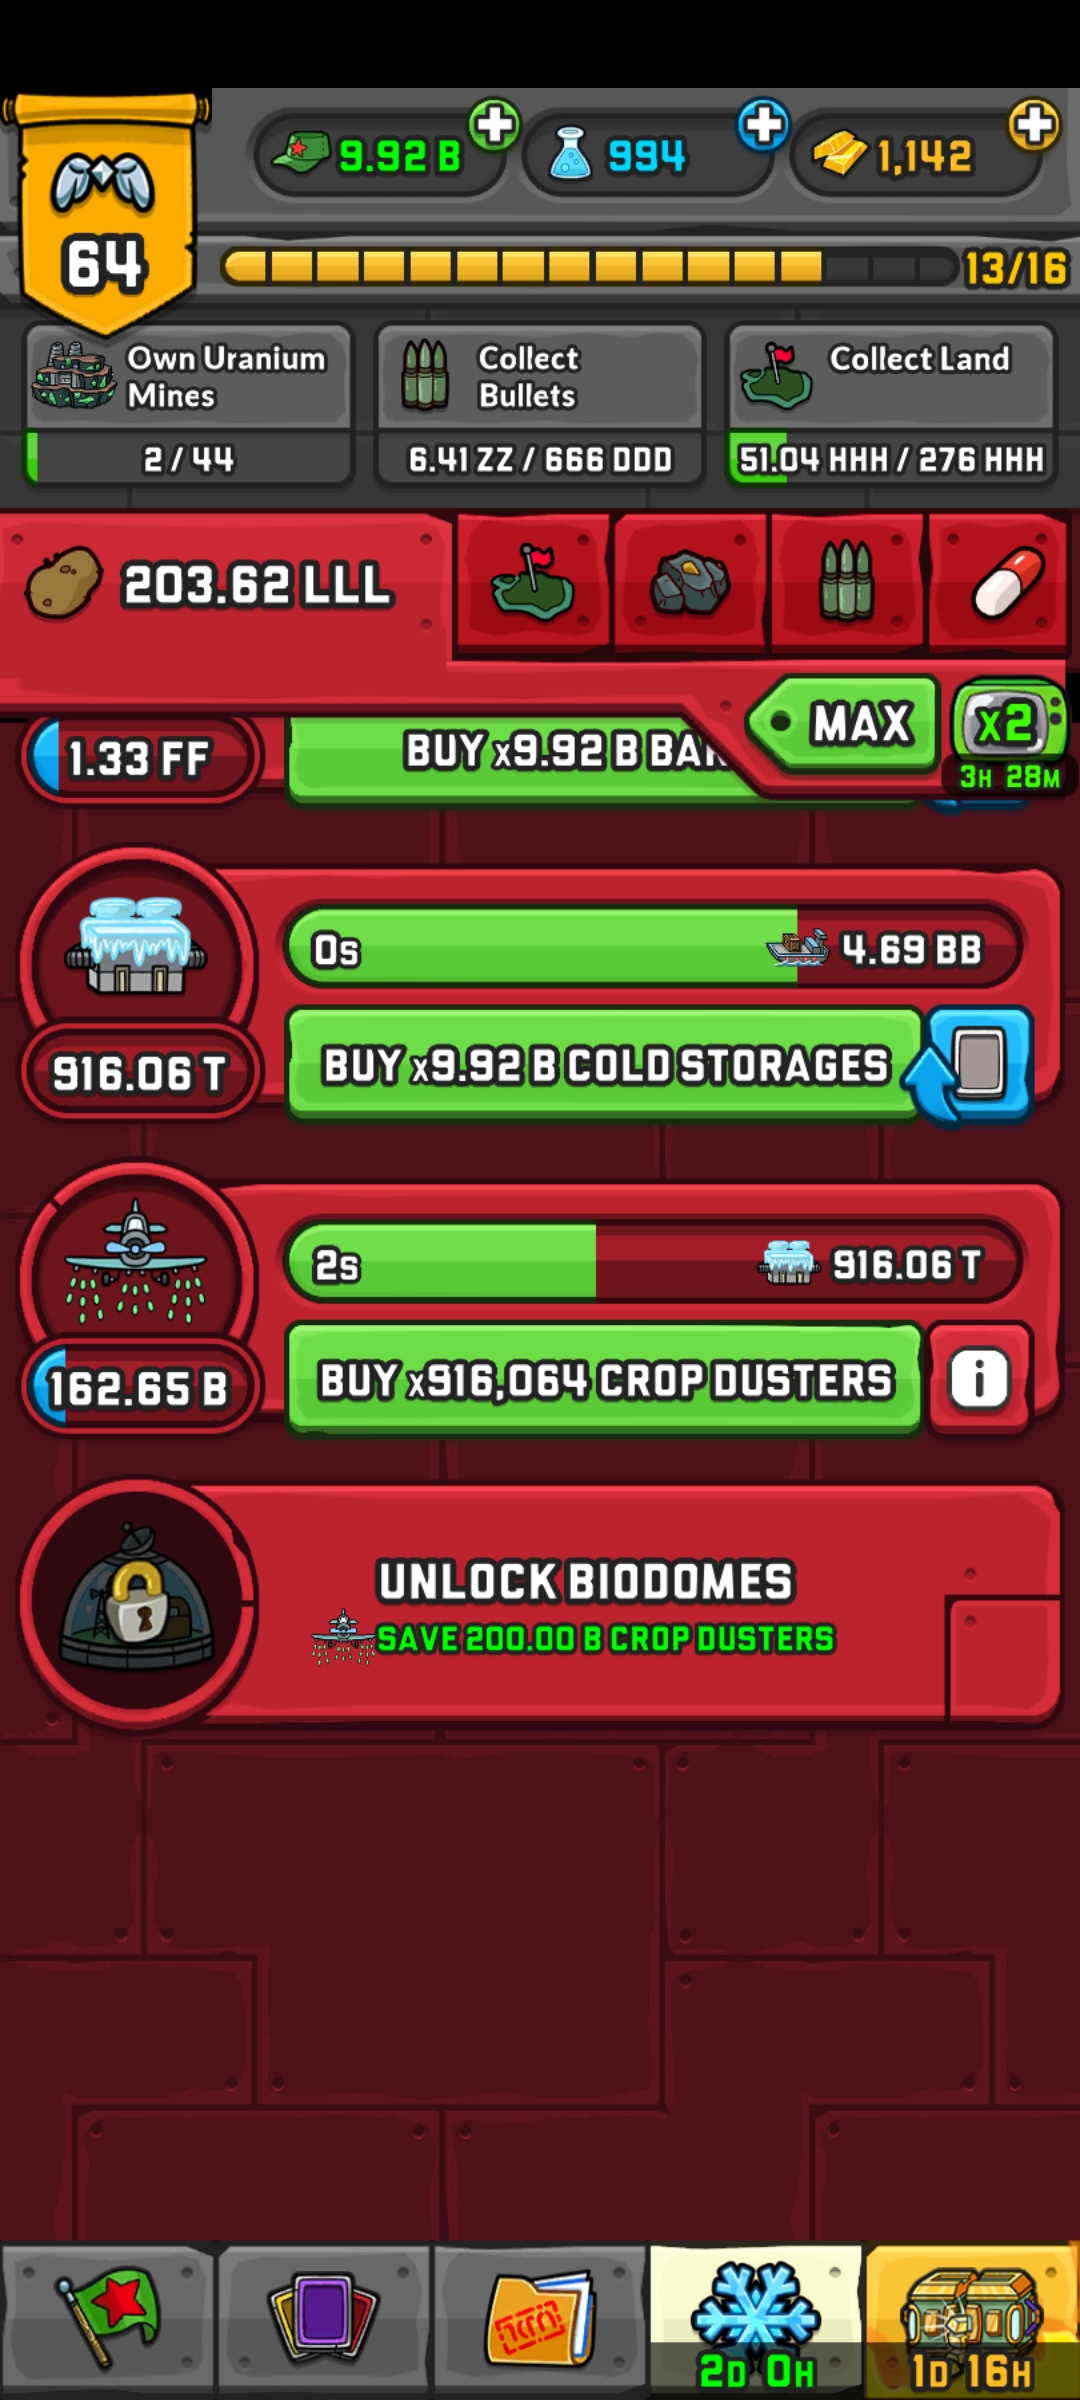 9.92 B
994
1,142
64
13/16
Own Uranium
Mines
2 / 44
Collect
Bullets
6.41 ZZ / 666 DDD
Collect Land
51.04 HHH / 276 HHH
203.62 LLL
MAX
x2
3H 28M
1.33 FF
BUY x9.92 B
0s
4.69 BB
916.06 T
BUY x9.92 B COLD STORAGES
2s
916.06 T
162.65 B
BUY x916,064 CROP DUSTERS
i
UNLOCK BIODOMES
SAVE 200.00 B CROP DUSTERS
2D 0H
1D 16H